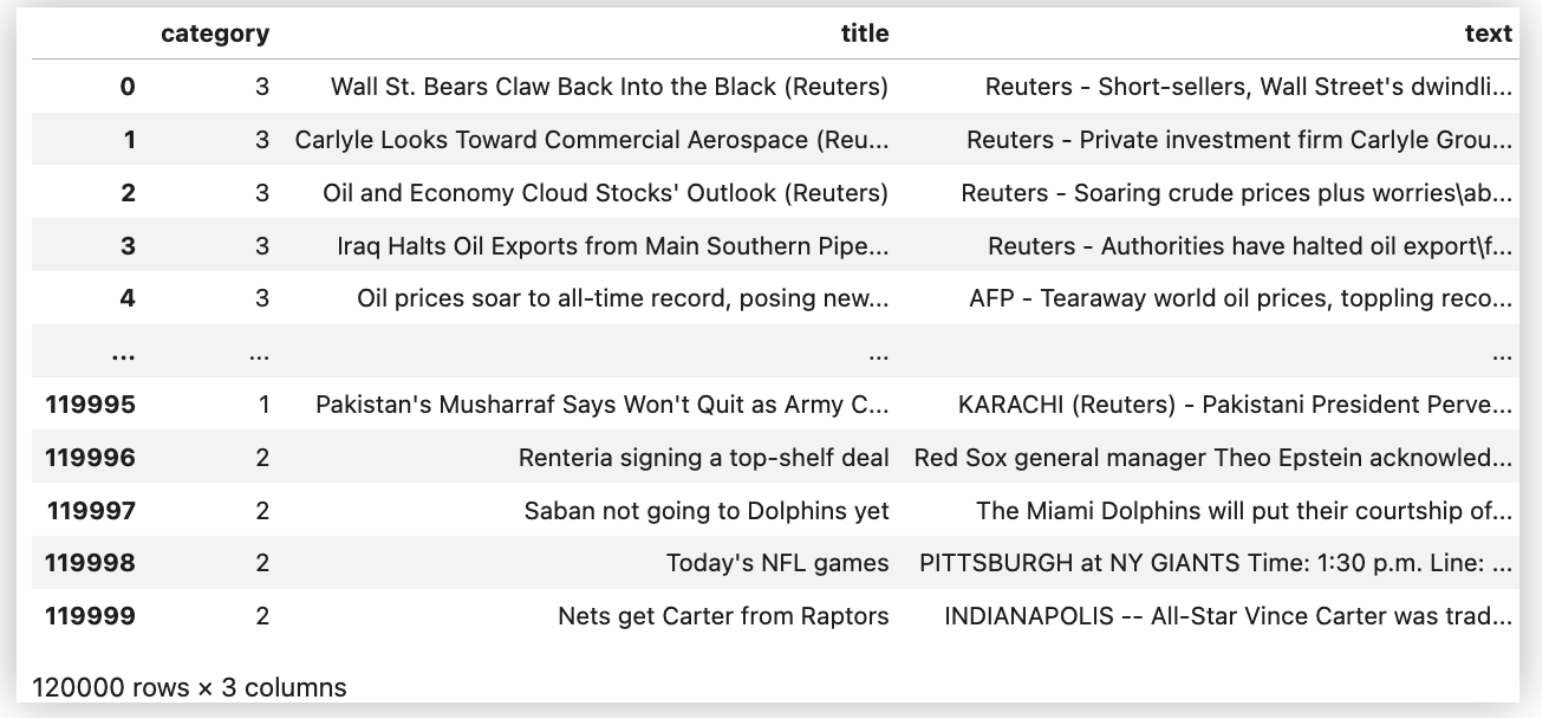 category title text
0 3 Wall St. Bears Claw Back Into the Black (Reuters) Reuters - Short-sellers, Wall Street's dwindli...
1 3 Carlyle Looks Toward Commercial Aerospace (Reu... Reuters - Private investment firm Carlyle Grou...
2 3 Oil and Economy Cloud Stocks' Outlook (Reuters) Reuters - Soaring crude prices plus worries\ab...
3 3 Iraq Halts Oil Exports from Main Southern Pipe... Reuters - Authorities have halted oil export\f...
4 3 Oil prices soar to all-time record, posing new... AFP - Tearaway world oil prices, toppling reco...
... ... ... ...
119995 1 Pakistan's Musharraf Says Won't Quit as Army C... KARACHI (Reuters) - Pakistani President Perve...
119996 2 Renteria signing a top-shelf deal Red Sox general manager Theo Epstein acknowled...
119997 2 Saban not going to Dolphins yet The Miami Dolphins will put their courtship of...
119998 2 Today's NFL games PITTSBURGH at NY GIANTS Time: 1:30 p.m. Line: ...
119999 2 Nets get Carter from Raptors INDIANAPOLIS -- All-Star Vince Carter was trad...
120000 rows × 3 columns